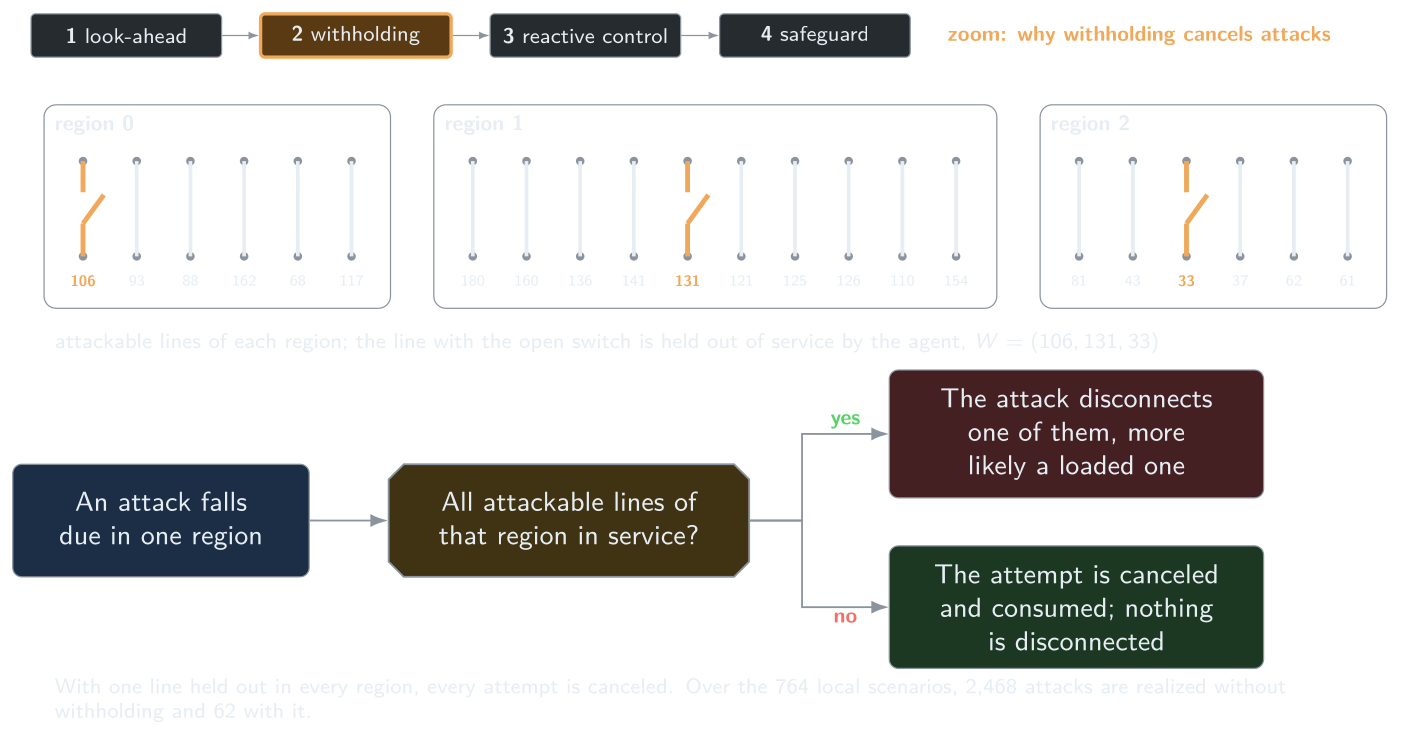 1 look-ahead
2 withholding
3 reactive control
4 safeguard
zoom: why withholding cancels attacks
region 0
106 93 88 162 68 117
region 1
180 160 136 141 131 121 125 126 110 154
region 2
81 43 33 37 62 61
attackable lines of each region; the line with the open switch is held out of service by the agent, W = (106, 131, 33)
An attack falls
due in one region
All attackable lines of
that region in service?
yes
The attack disconnects
one of them, more
likely a loaded one
no
The attempt is canceled
and consumed; nothing
is disconnected
With one line held out in every region, every attempt is canceled. Over the 764 local scenarios, 2,468 attacks are realized without
withholding and 62 with it.